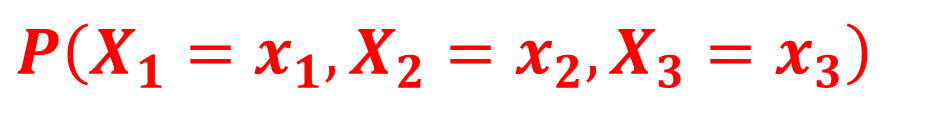 P(X₁ = x₁, X₂ = x₂, X₃ = x₃)